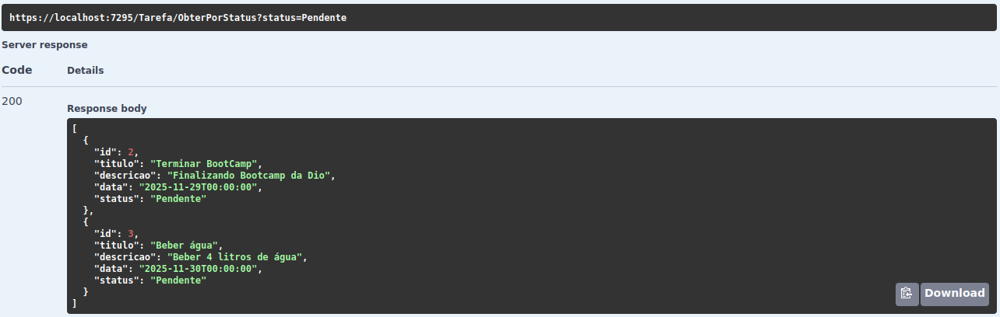 https://localhost:7295/Tarefa/ObterPorStatus?status=Pendente
Server response
Code Details
200
Response body
[
  {
    "id": 2,
    "titulo": "Terminar BootCamp",
    "descricao": "Finalizando Bootcamp da Dio",
    "data": "2025-11-29T00:00:00",
    "status": "Pendente"
  },
  {
    "id": 3,
    "titulo": "Beber água",
    "descricao": "Beber 4 litros de água",
    "data": "2025-11-30T00:00:00",
    "status": "Pendente"
  }
]
Download